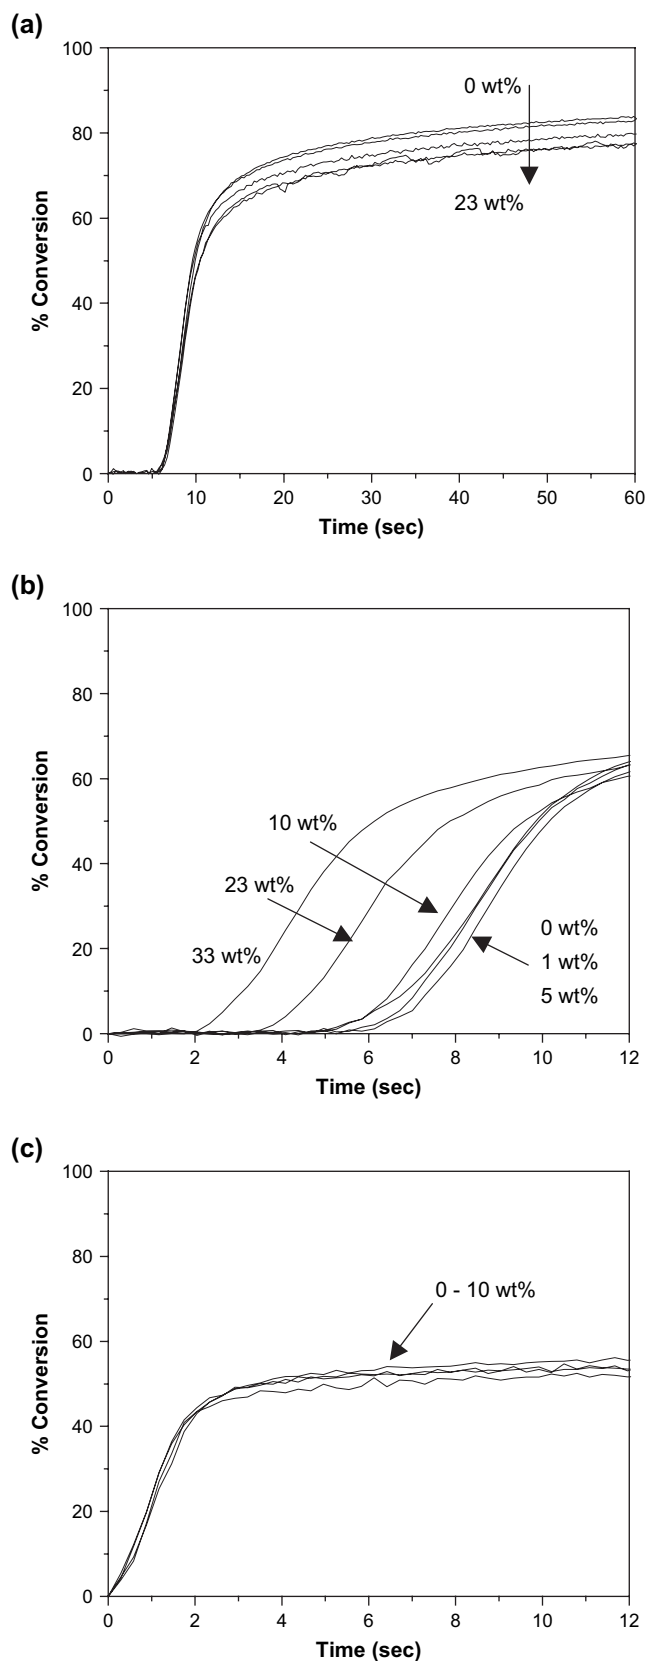 (a)
100
80
60
40
20
0
% Conversion
0 wt%
23 wt%
0 10 20 30 40 50 60
Time (sec)
(b)
100
80
60
40
20
0
% Conversion
10 wt%
23 wt%
33 wt%
0 wt%
1 wt%
5 wt%
0 2 4 6 8 10 12
Time (sec)
(c)
100
80
60
40
20
0
% Conversion
0 - 10 wt%
0 2 4 6 8 10 12
Time (sec)